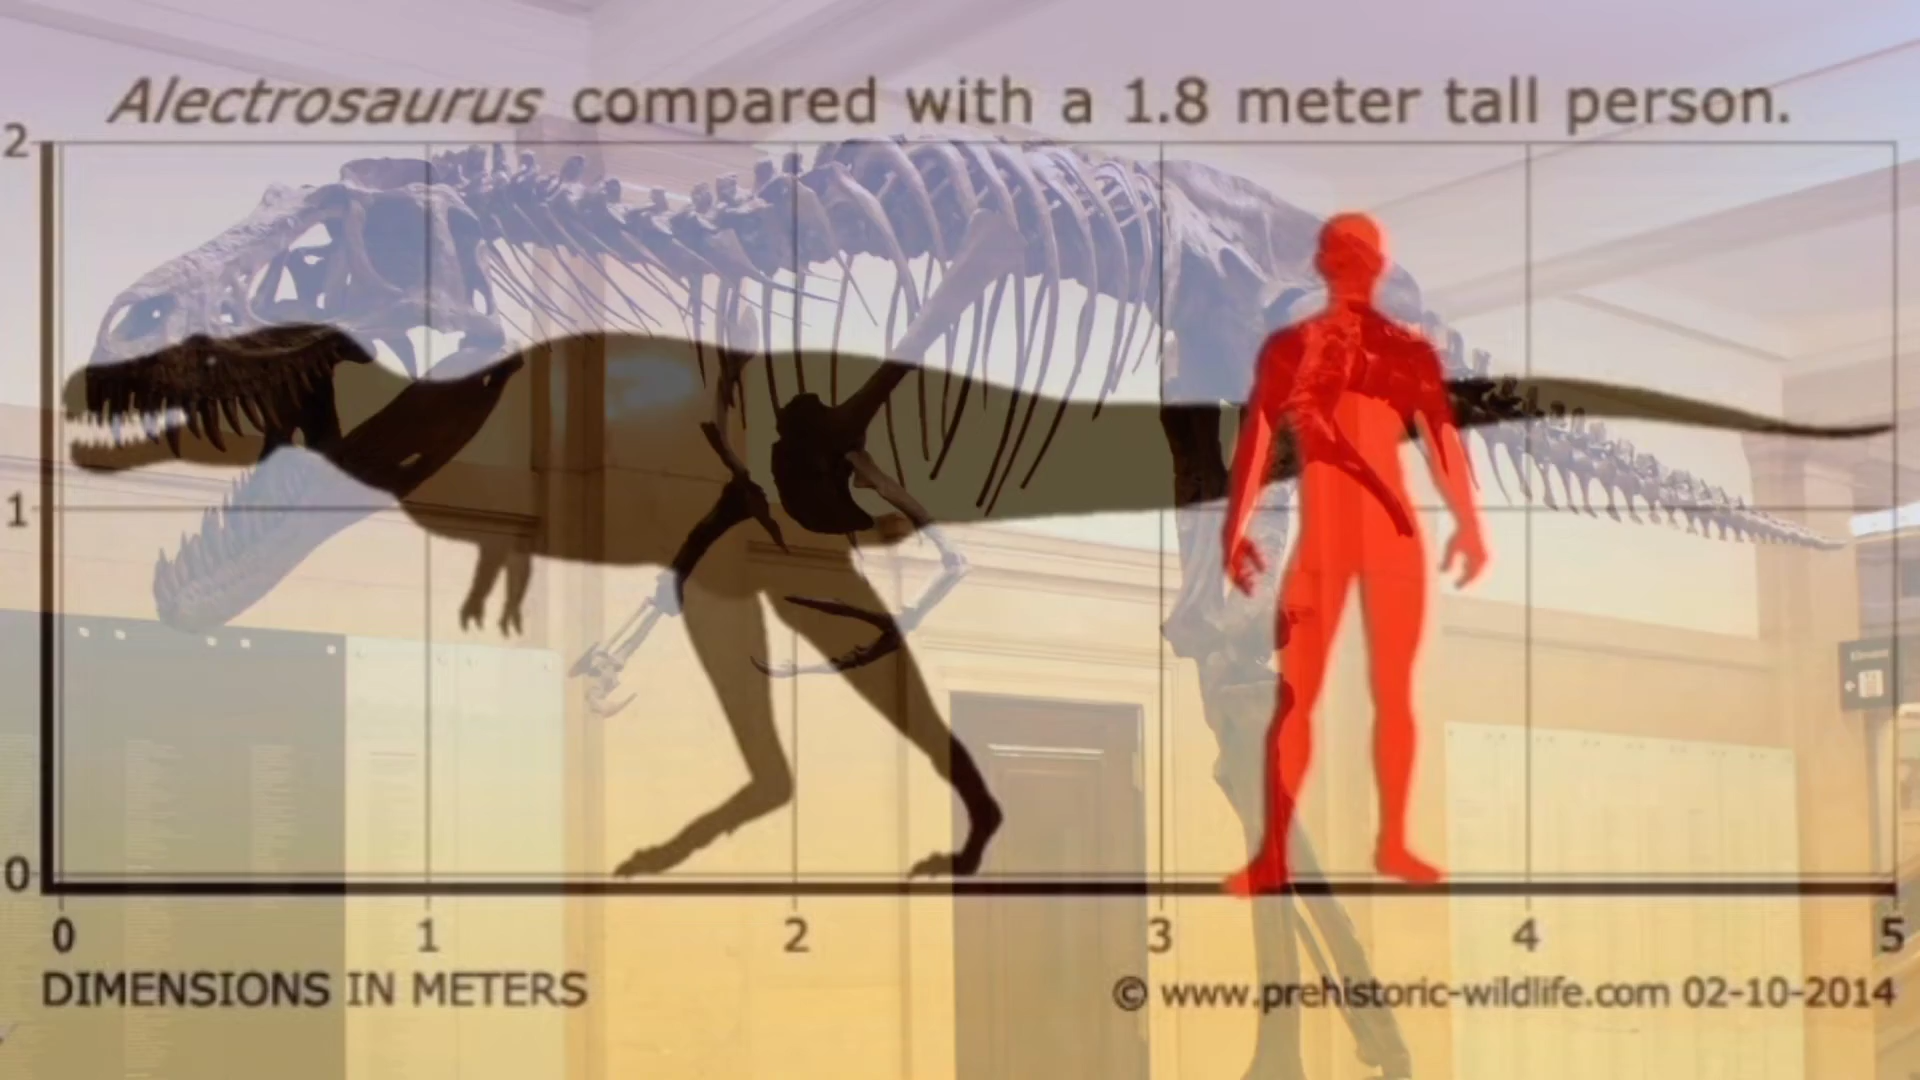 Alectrosaurus compared with a 1.8 meter tall person.
2
1
0
0 1 2 3 4 5
DIMENSIONS IN METERS
© www.prehistoric-wildlife.com 02-10-2014